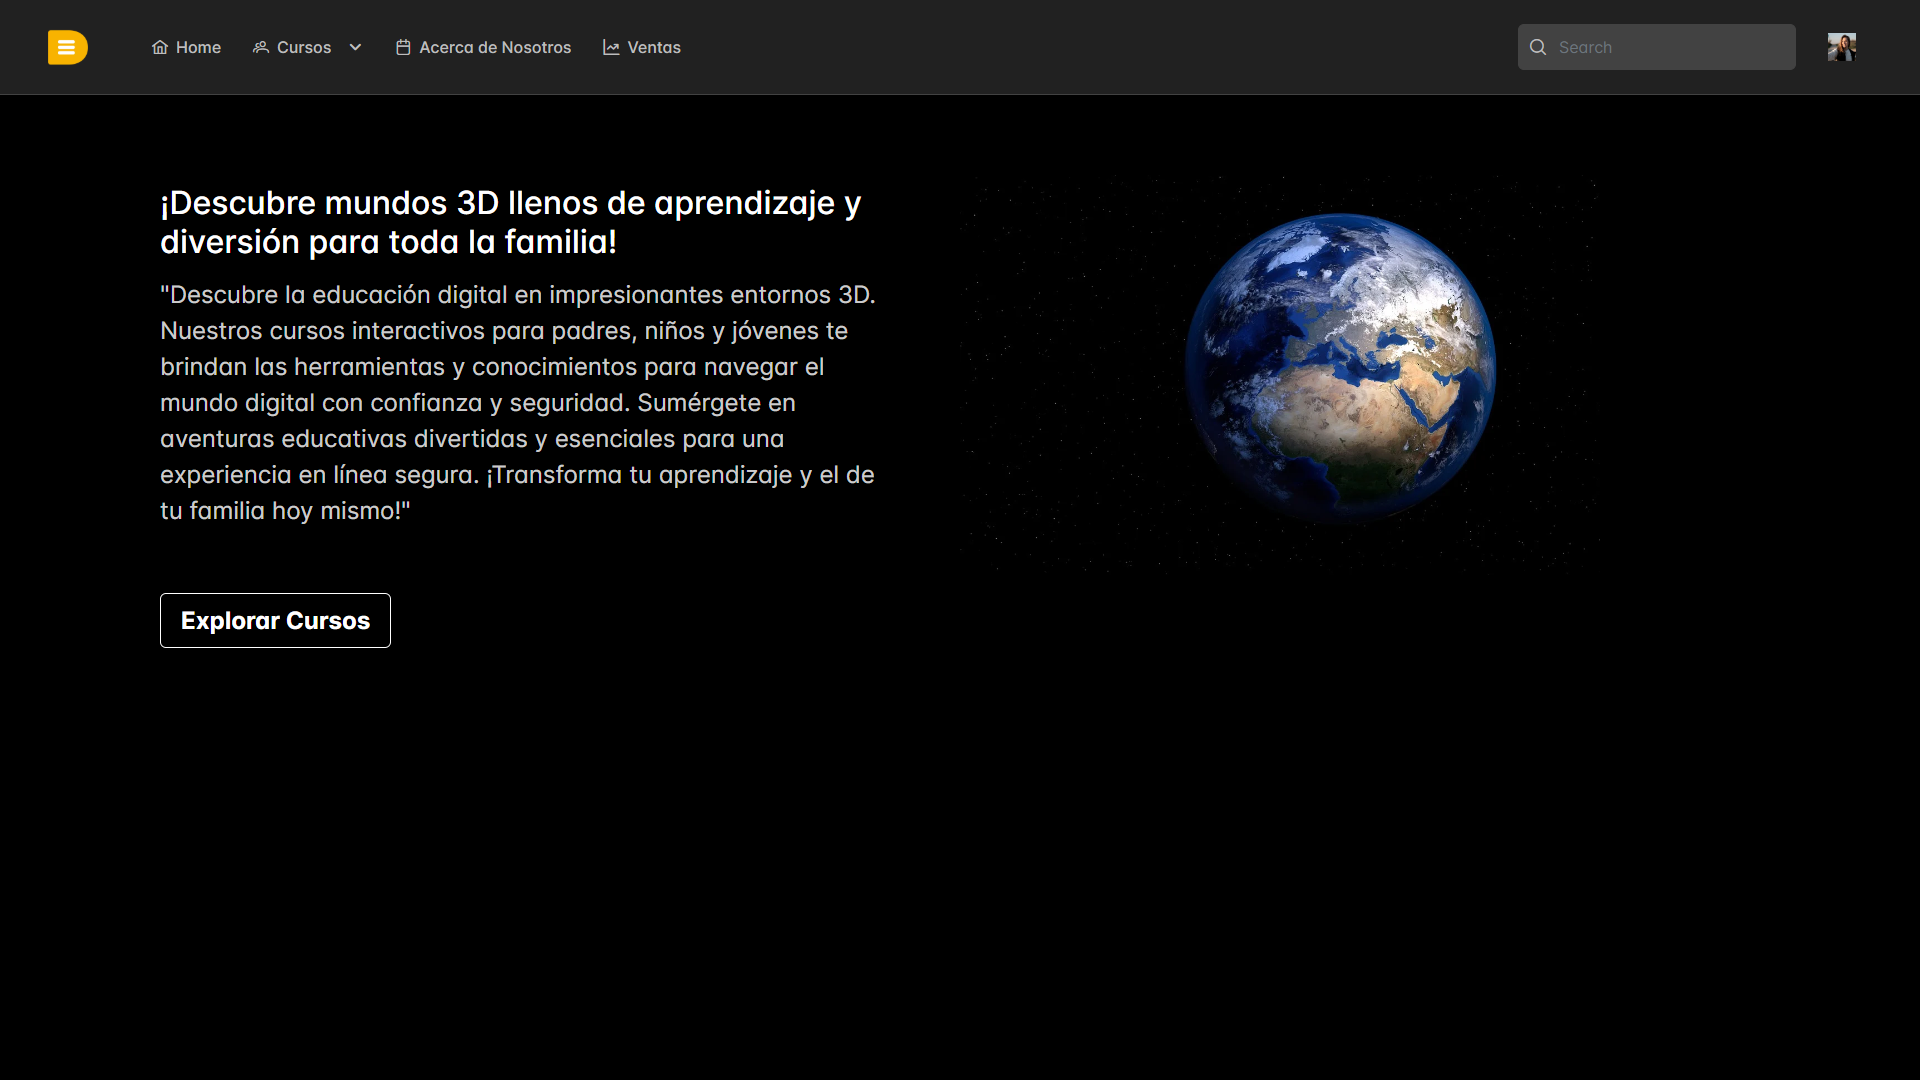 Home
Cursos
Acerca de Nosotros
Ventas
Search
¡Descubre mundos 3D llenos de aprendizaje y
diversión para toda la familia!
"Descubre la educación digital en impresionantes entornos 3D.
Nuestros cursos interactivos para padres, niños y jóvenes te
brindan las herramientas y conocimientos para navegar el
mundo digital con confianza y seguridad. Sumérgete en
aventuras educativas divertidas y esenciales para una
experiencia en línea segura. ¡Transforma tu aprendizaje y el de
tu familia hoy mismo!"
Explorar Cursos